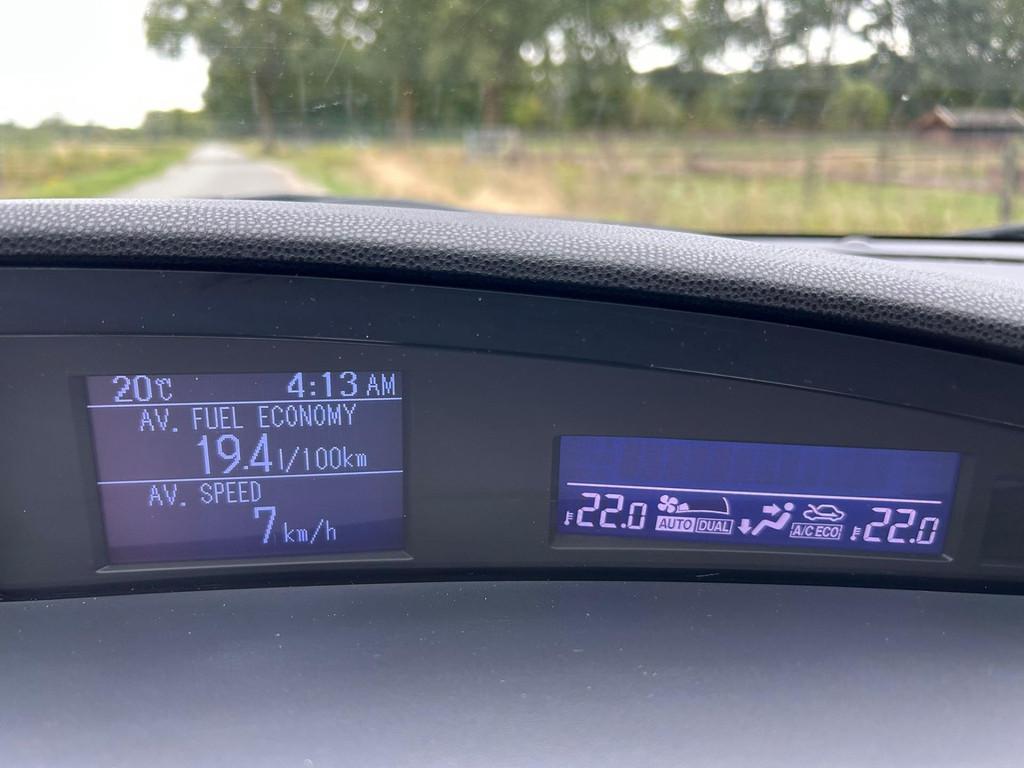 20℃ 4:13 AM
AV. FUEL ECONOMY
19.4 l/100km
AV. SPEED
7 km/h
22.0 AUTO DUAL A/C ECO 22.0